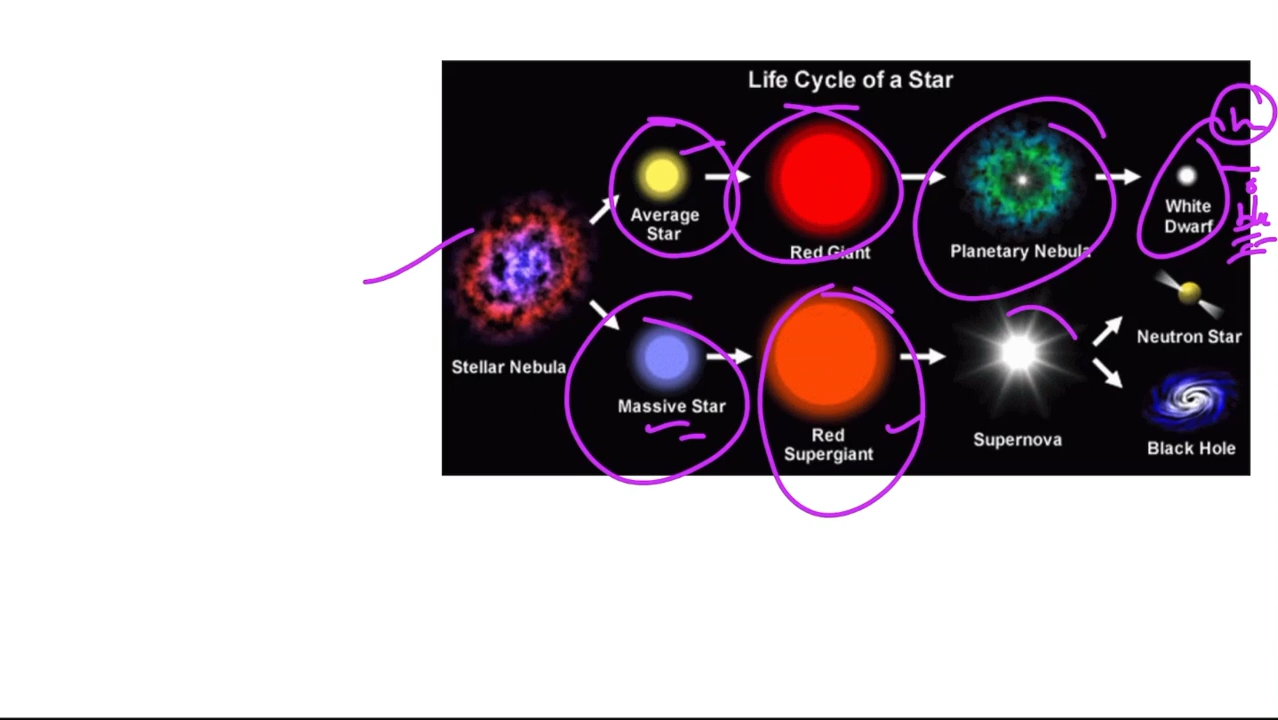 Life Cycle of a Star
Average
Star
Red Giant
Planetary Nebula
White
Dwarf
Stellar Nebula
Massive Star
Red
Supergiant
Supernova
Neutron Star
Black Hole